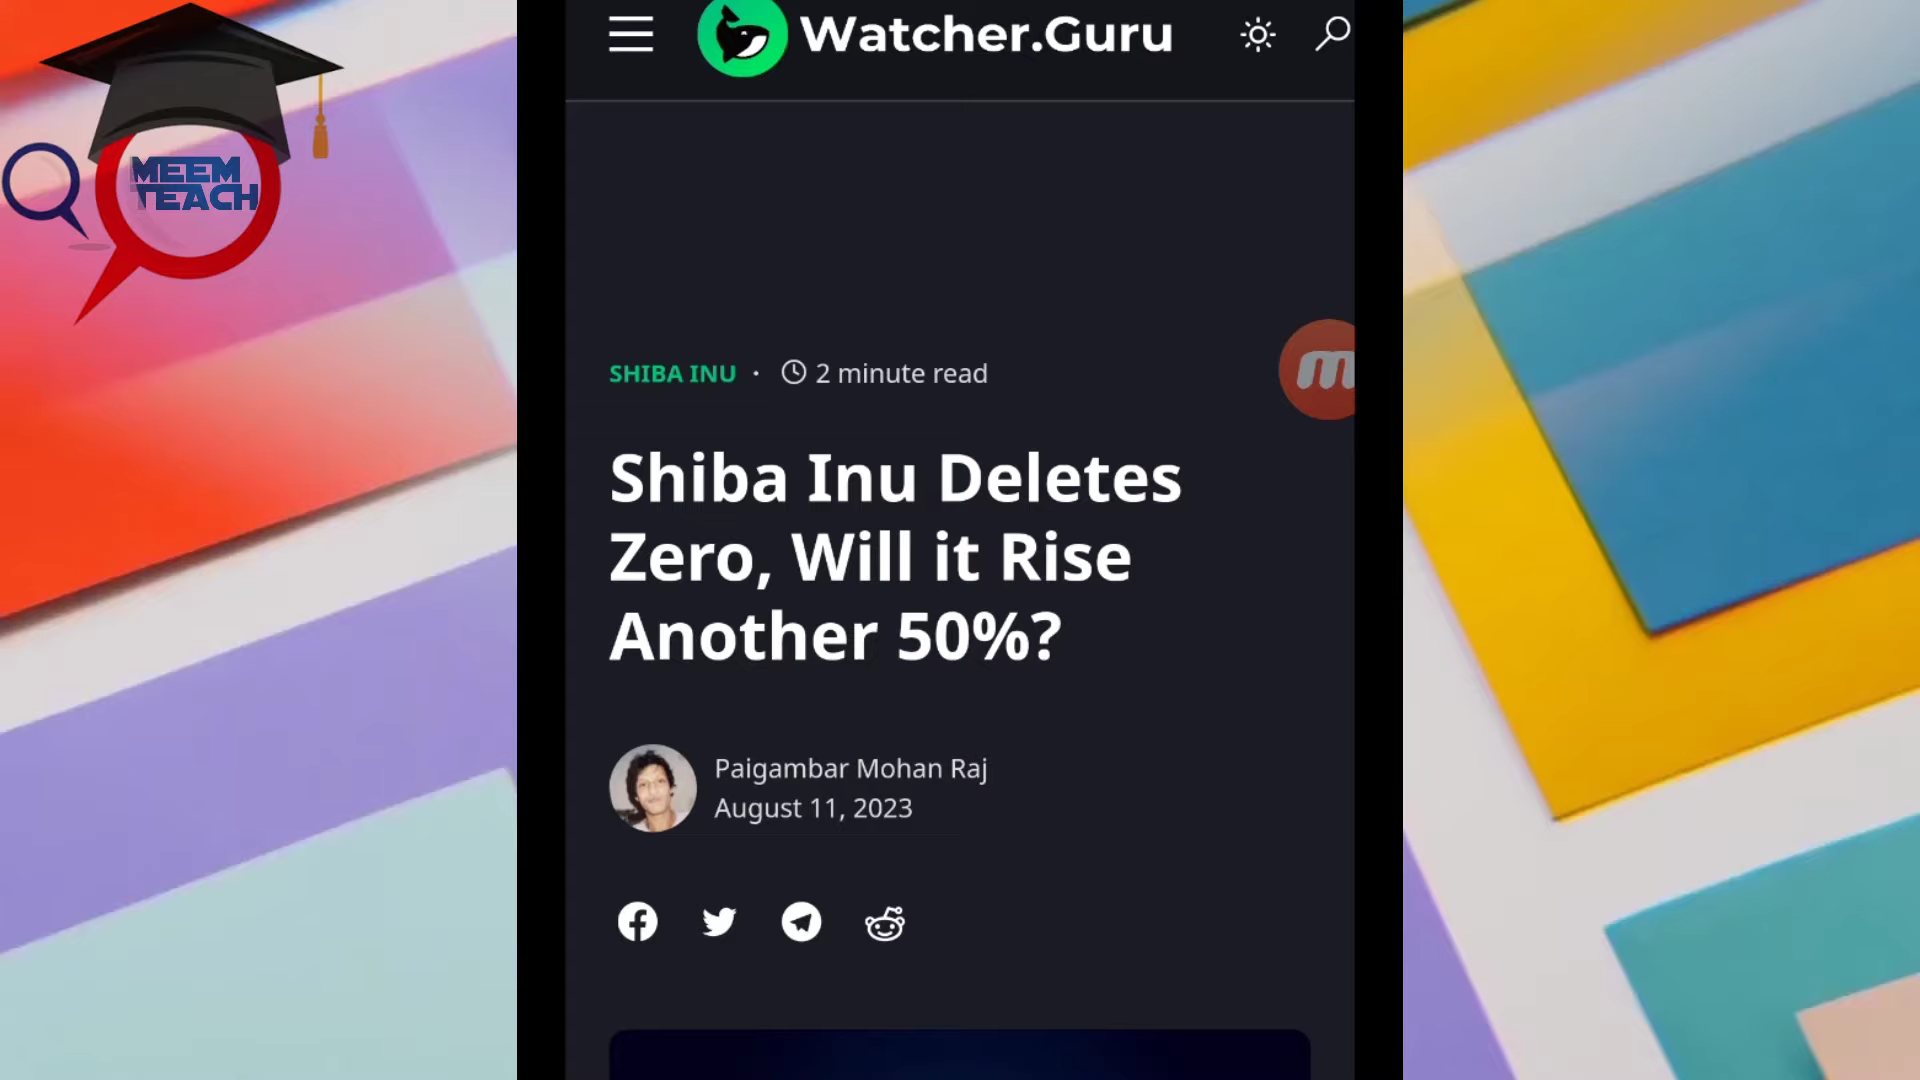 Watcher.Guru
MEEM
TEACH
SHIBA INU · 2 minute read
m
Shiba Inu Deletes
Zero, Will it Rise
Another 50%?
Paigambar Mohan Raj
August 11, 2023